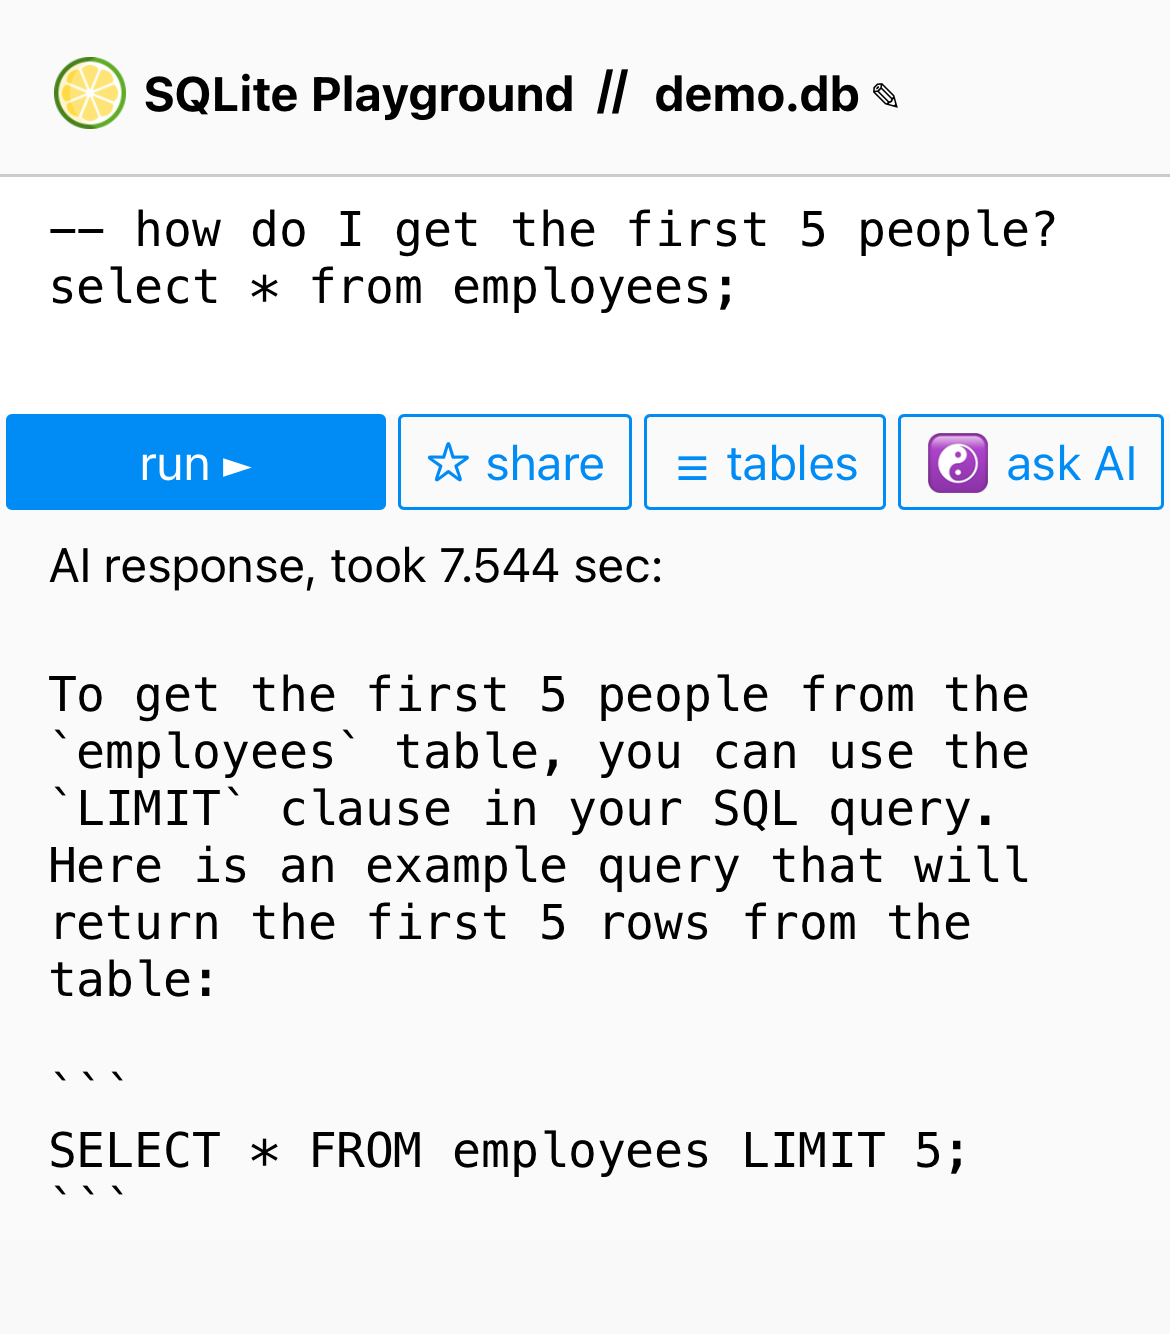 SQLite Playground // demo.db ✎
-- how do I get the first 5 people?
select * from employees;
run ►
☆ share
≡ tables
☯ ask AI
AI response, took 7.544 sec:
To get the first 5 people from the
`employees` table, you can use the
`LIMIT` clause in your SQL query.
Here is an example query that will
return the first 5 rows from the
table:
```
SELECT * FROM employees LIMIT 5;
```